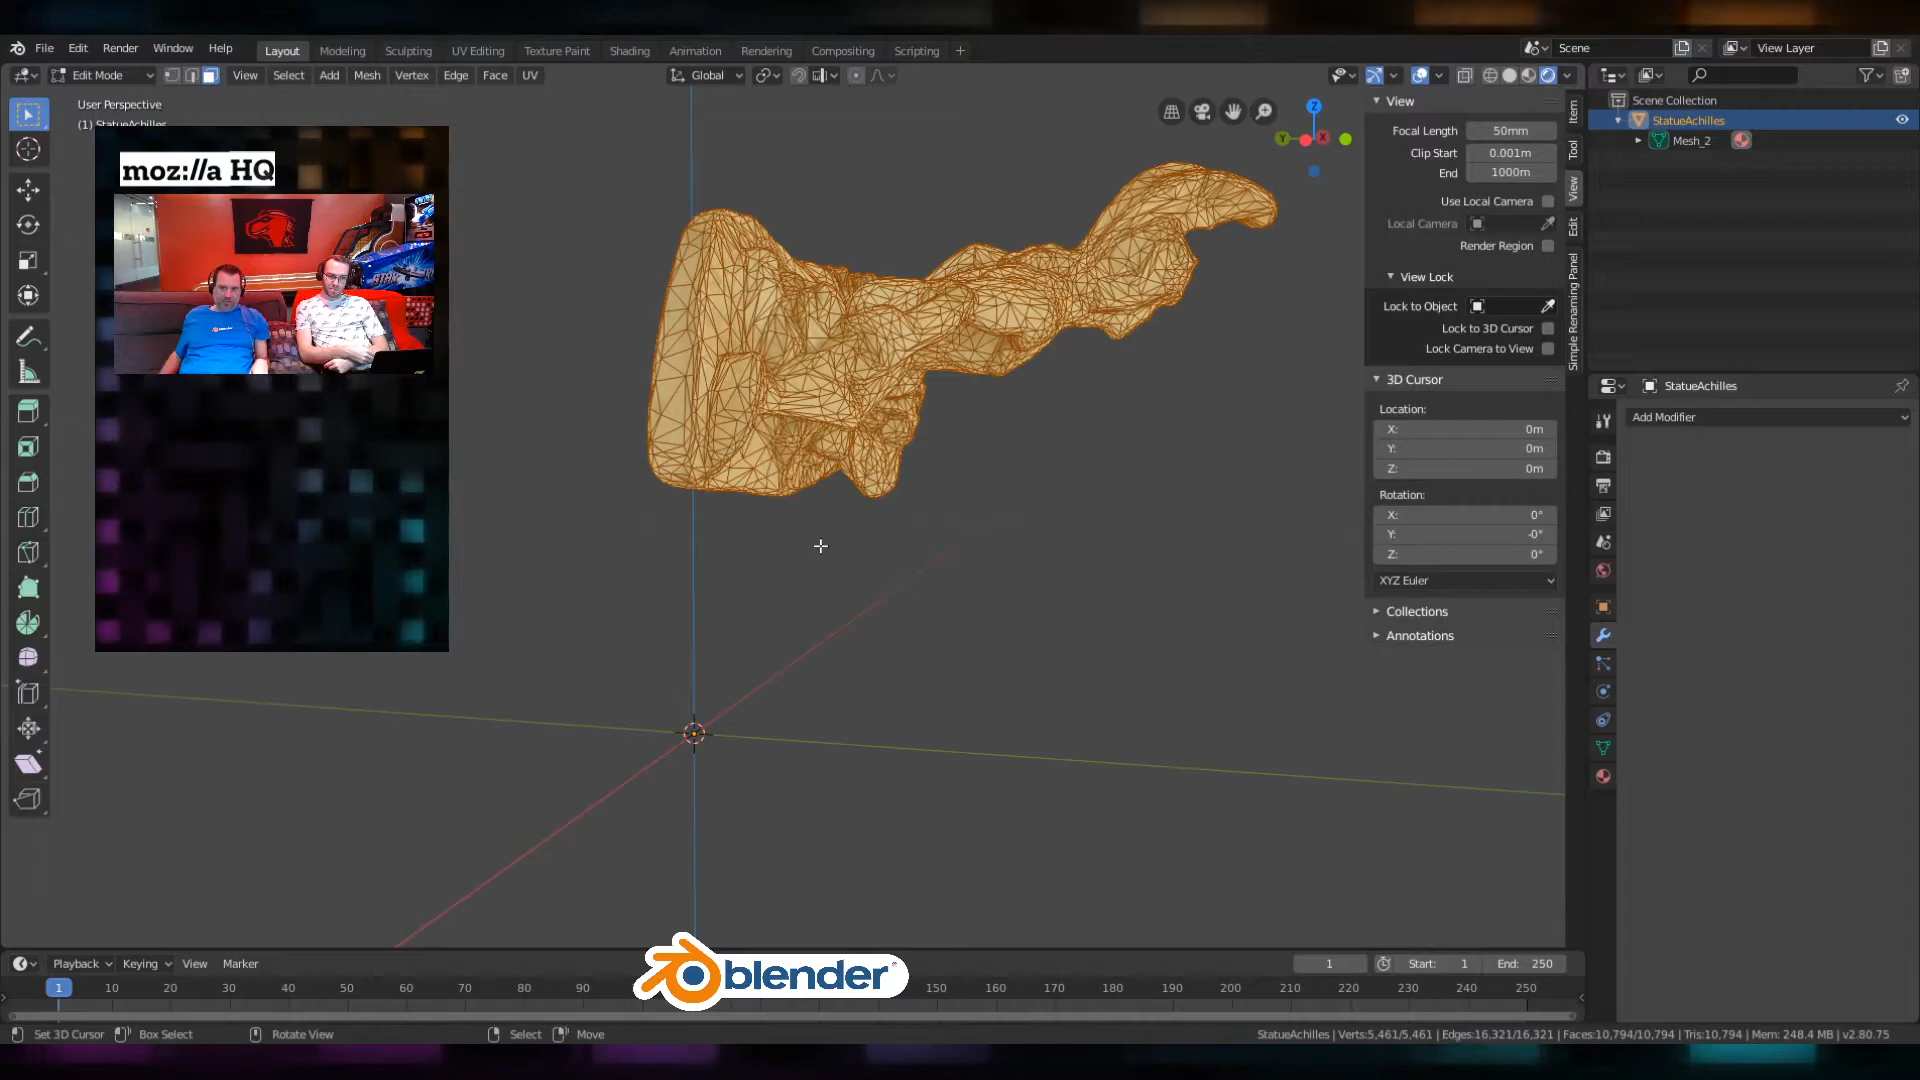 File Edit Render Window Help
Layout Modeling Sculpting UV Editing Texture Paint Shading Animation Rendering Compositing Scripting +
Scene
View Layer
Edit Mode View Select Add Mesh Vertex Edge Face UV
Global
User Perspective
(1) StatueAchilles
moz://a HQ
Z
Y
X
View
Focal Length 50mm
Clip Start 0.001m
End 1000m
Use Local Camera
Local Camera
Render Region
View Lock
Lock to Object
Lock to 3D Cursor
Lock Camera to View
3D Cursor
Location:
X: 0m
Y: 0m
Z: 0m
Rotation:
X: 0°
Y: -0°
Z: 0°
XYZ Euler
Collections
Annotations
Item
Tool
View
Edit
Simple Renaming Panel
Scene Collection
StatueAchilles
Mesh_2
StatueAchilles
Add Modifier
Playback Keying View Marker
1 Start: 1 End: 250
1 10 20 30 40 50 60 70 80 90 150 160 170 180 190 200 210 220 230 240 250
blender
Set 3D Cursor Box Select Rotate View Select Move
StatueAchilles | Verts:5,461/5,461 | Edges:16,321/16,321 | Faces:10,794/10,794 | Tris:10,794 | Mem: 248.4 MB | v2.80.75